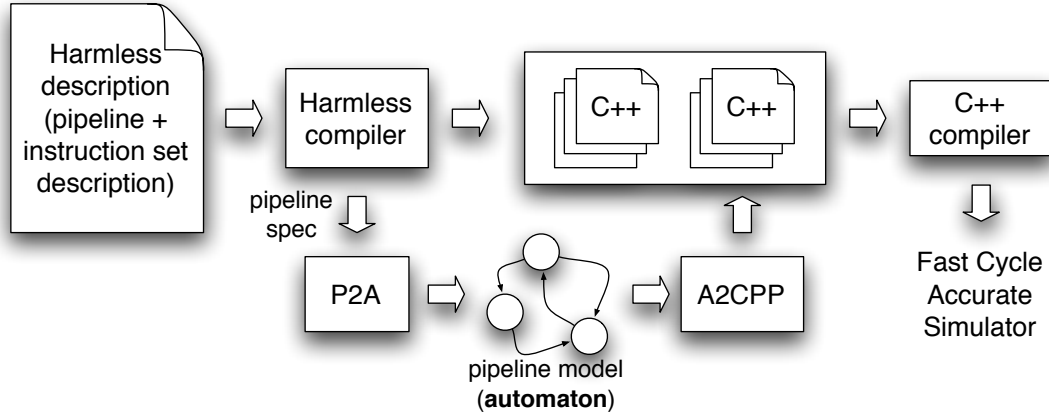 Harmless
description
(pipeline +
instruction set
description)
Harmless
compiler
C++
C++
C++
compiler
pipeline
spec
P2A
A2CPP
pipeline model
(automaton)
Fast Cycle
Accurate
Simulator